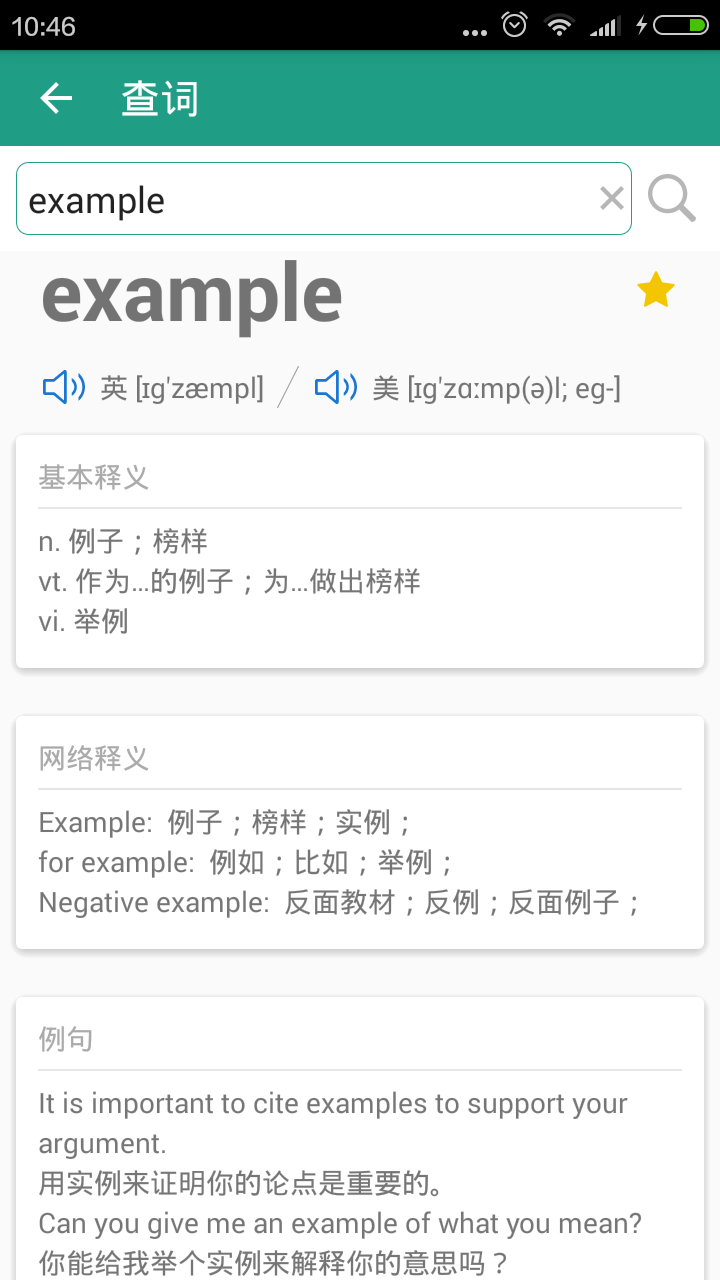 10:46
查词
example
example
英 [ɪg'zæmpl] 美 [ɪg'zɑːmp(ə)l; eg-]
基本释义
n. 例子；榜样
vt. 作为...的例子；为...做出榜样
vi. 举例
网络释义
Example: 例子；榜样；实例；
for example: 例如；比如；举例；
Negative example: 反面教材；反例；反面例子；
例句
It is important to cite examples to support your
argument.
用实例来证明你的论点是重要的。
Can you give me an example of what you mean?
你能给我举个实例来解释你的意思吗？